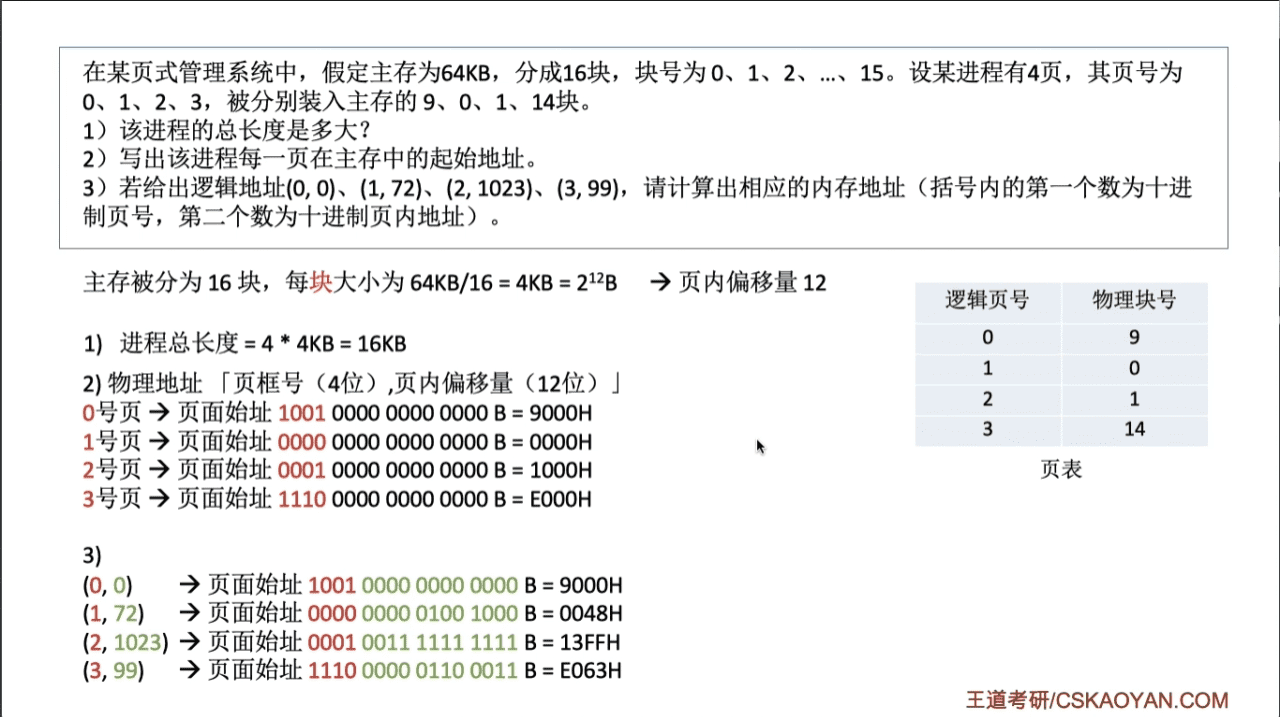 在某页式管理系统中，假定主存为64KB，分成16块，块号为 0、1、2、…、15。设某进程有4页，其页号为
0、1、2、3，被分别装入主存的 9、0、1、14块。
1）该进程的总长度是多大？
2）写出该进程每一页在主存中的起始地址。
3）若给出逻辑地址(0, 0)、(1, 72)、(2, 1023)、(3, 99)，请计算出相应的内存地址（括号内的第一个数为十进
制页号，第二个数为十进制页内地址）。
主存被分为 16 块，每块大小为 64KB/16 = 4KB = 2¹²B → 页内偏移量 12
1) 进程总长度 = 4 * 4KB = 16KB
2) 物理地址 「页框号（4位）,页内偏移量（12位）」
0号页 → 页面始址 1001 0000 0000 0000 B = 9000H
1号页 → 页面始址 0000 0000 0000 0000 B = 0000H
2号页 → 页面始址 0001 0000 0000 0000 B = 1000H
3号页 → 页面始址 1110 0000 0000 0000 B = E000H
逻辑页号 物理块号
0 9
1 0
2 1
3 14
页表
3)
(0, 0) → 页面始址 1001 0000 0000 0000 B = 9000H
(1, 72) → 页面始址 0000 0000 0100 1000 B = 0048H
(2, 1023) → 页面始址 0001 0011 1111 1111 B = 13FFH
(3, 99) → 页面始址 1110 0000 0110 0011 B = E063H
王道考研/CSKAOYAN.COM